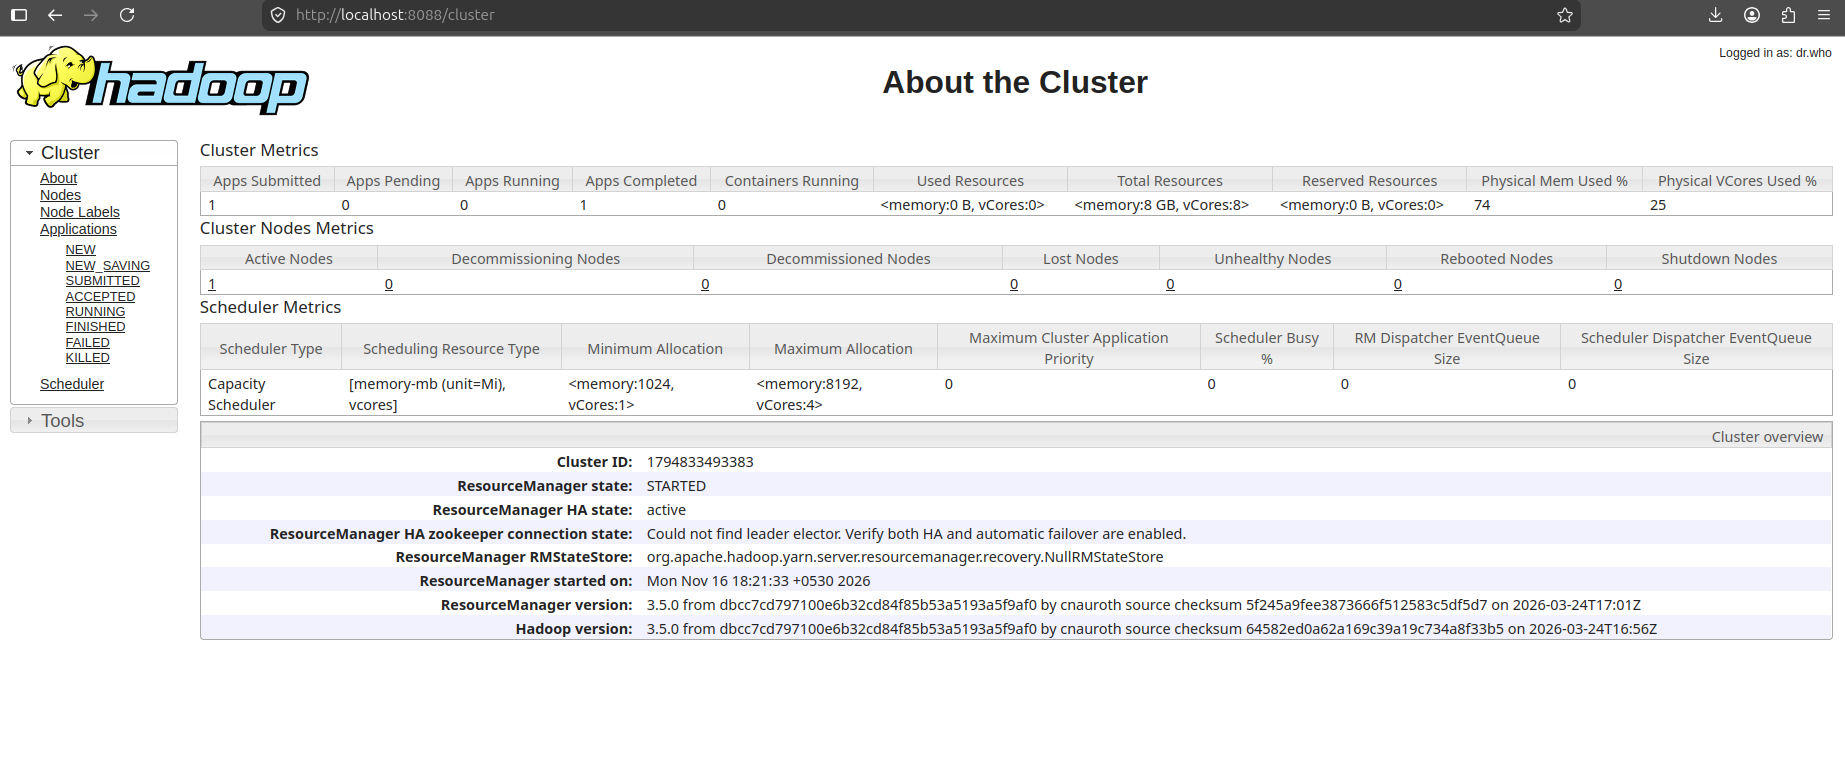 http://localhost:8088/cluster
Logged in as: dr.who
hadoop
About the Cluster
Cluster
About
Nodes
Node Labels
Applications
NEW
NEW_SAVING
SUBMITTED
ACCEPTED
RUNNING
FINISHED
FAILED
KILLED
Scheduler
Tools
Cluster Metrics
Apps Submitted Apps Pending Apps Running Apps Completed Containers Running Used Resources Total Resources Reserved Resources Physical Mem Used % Physical VCores Used %
1 0 0 1 0 <memory:0 B, vCores:0> <memory:8 GB, vCores:8> <memory:0 B, vCores:0> 74 25
Cluster Nodes Metrics
Active Nodes Decommissioning Nodes Decommissioned Nodes Lost Nodes Unhealthy Nodes Rebooted Nodes Shutdown Nodes
1 0 0 0 0 0 0
Scheduler Metrics
Scheduler Type Scheduling Resource Type Minimum Allocation Maximum Allocation Maximum Cluster Application Priority Scheduler Busy % RM Dispatcher EventQueue Size Scheduler Dispatcher EventQueue Size
Capacity Scheduler [memory-mb (unit=Mi), vcores] <memory:1024, vCores:1> <memory:8192, vCores:4> 0 0 0 0
Cluster overview
Cluster ID: 1794833493383
ResourceManager state: STARTED
ResourceManager HA state: active
ResourceManager HA zookeeper connection state: Could not find leader elector. Verify both HA and automatic failover are enabled.
ResourceManager RMStateStore: org.apache.hadoop.yarn.server.resourcemanager.recovery.NullRMStateStore
ResourceManager started on: Mon Nov 16 18:21:33 +0530 2026
ResourceManager version: 3.5.0 from dbcc7cd797100e6b32cd84f85b53a5193a5f9af0 by cnauroth source checksum 5f245a9fee3873666f512583c5df5d7 on 2026-03-24T17:01Z
Hadoop version: 3.5.0 from dbcc7cd797100e6b32cd84f85b53a5193a5f9af0 by cnauroth source checksum 64582ed0a62a169c39a19c734a8f33b5 on 2026-03-24T16:56Z